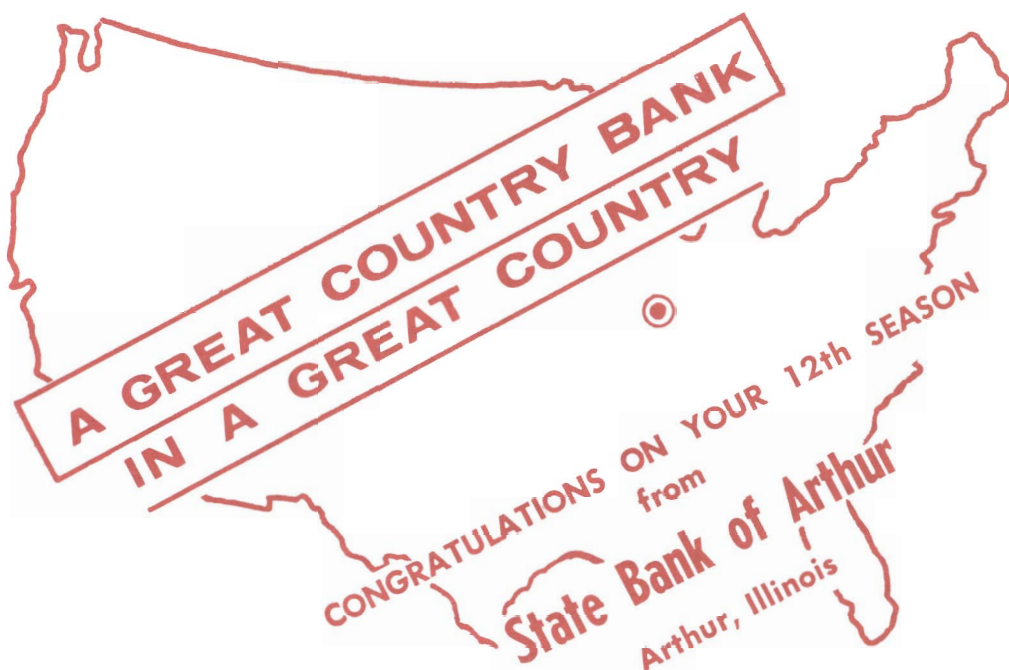 A GREAT COUNTRY BANK
IN A GREAT COUNTRY
CONGRATULATIONS ON YOUR 12th SEASON
from
State Bank of Arthur
Arthur, Illinois